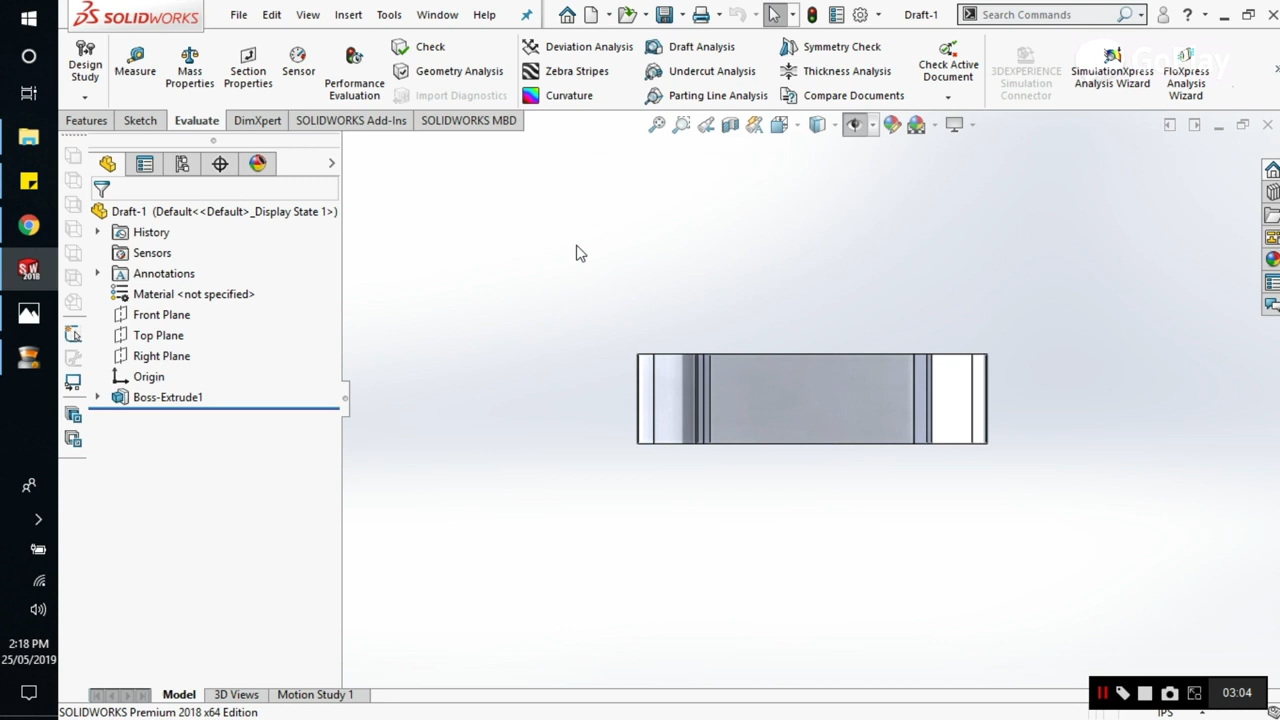 SOLIDWORKS
File Edit View Insert Tools Window Help
Draft-1
Search Commands
?
Design Study
Measure
Mass Properties
Section Properties
Sensor
Performance Evaluation
Check
Geometry Analysis
Import Diagnostics
Deviation Analysis
Zebra Stripes
Curvature
Draft Analysis
Undercut Analysis
Parting Line Analysis
Symmetry Check
Thickness Analysis
Compare Documents
Check Active Document
3DEXPERIENCE Simulation Connector
SimulationXpress Analysis Wizard
FloXpress Analysis Wizard
Features Sketch Evaluate DimXpert SOLIDWORKS Add-Ins SOLIDWORKS MBD
Draft-1 (Default<<Default>_Display State 1>)
History
Sensors
Annotations
Material <not specified>
Front Plane
Top Plane
Right Plane
Origin
Boss-Extrude1
SW
2018
2:18 PM
25/05/2019
Model 3D Views Motion Study 1
SOLIDWORKS Premium 2018 x64 Edition
03:04
IPS